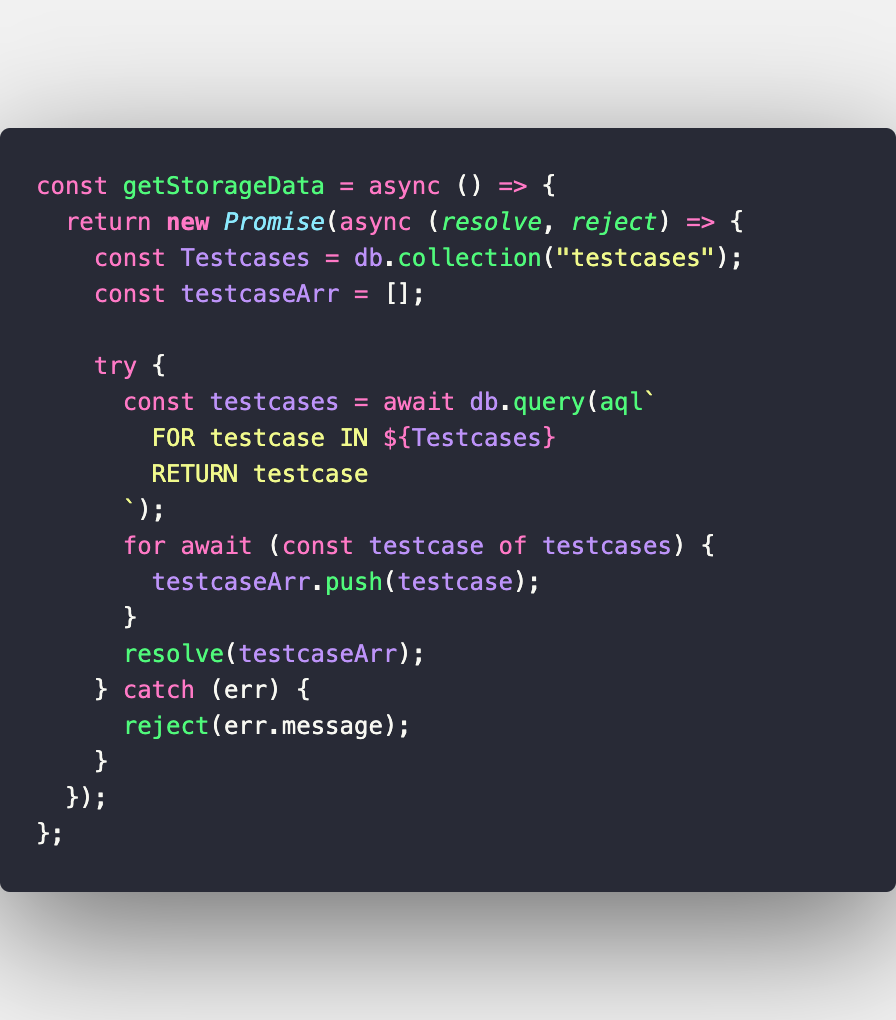 const getStorageData = async () => {
  return new Promise(async (resolve, reject) => {
    const Testcases = db.collection("testcases");
    const testcaseArr = [];

    try {
      const testcases = await db.query(aql`
        FOR testcase IN ${Testcases}
        RETURN testcase
      `);
      for await (const testcase of testcases) {
        testcaseArr.push(testcase);
      }
      resolve(testcaseArr);
    } catch (err) {
      reject(err.message);
    }
  });
};